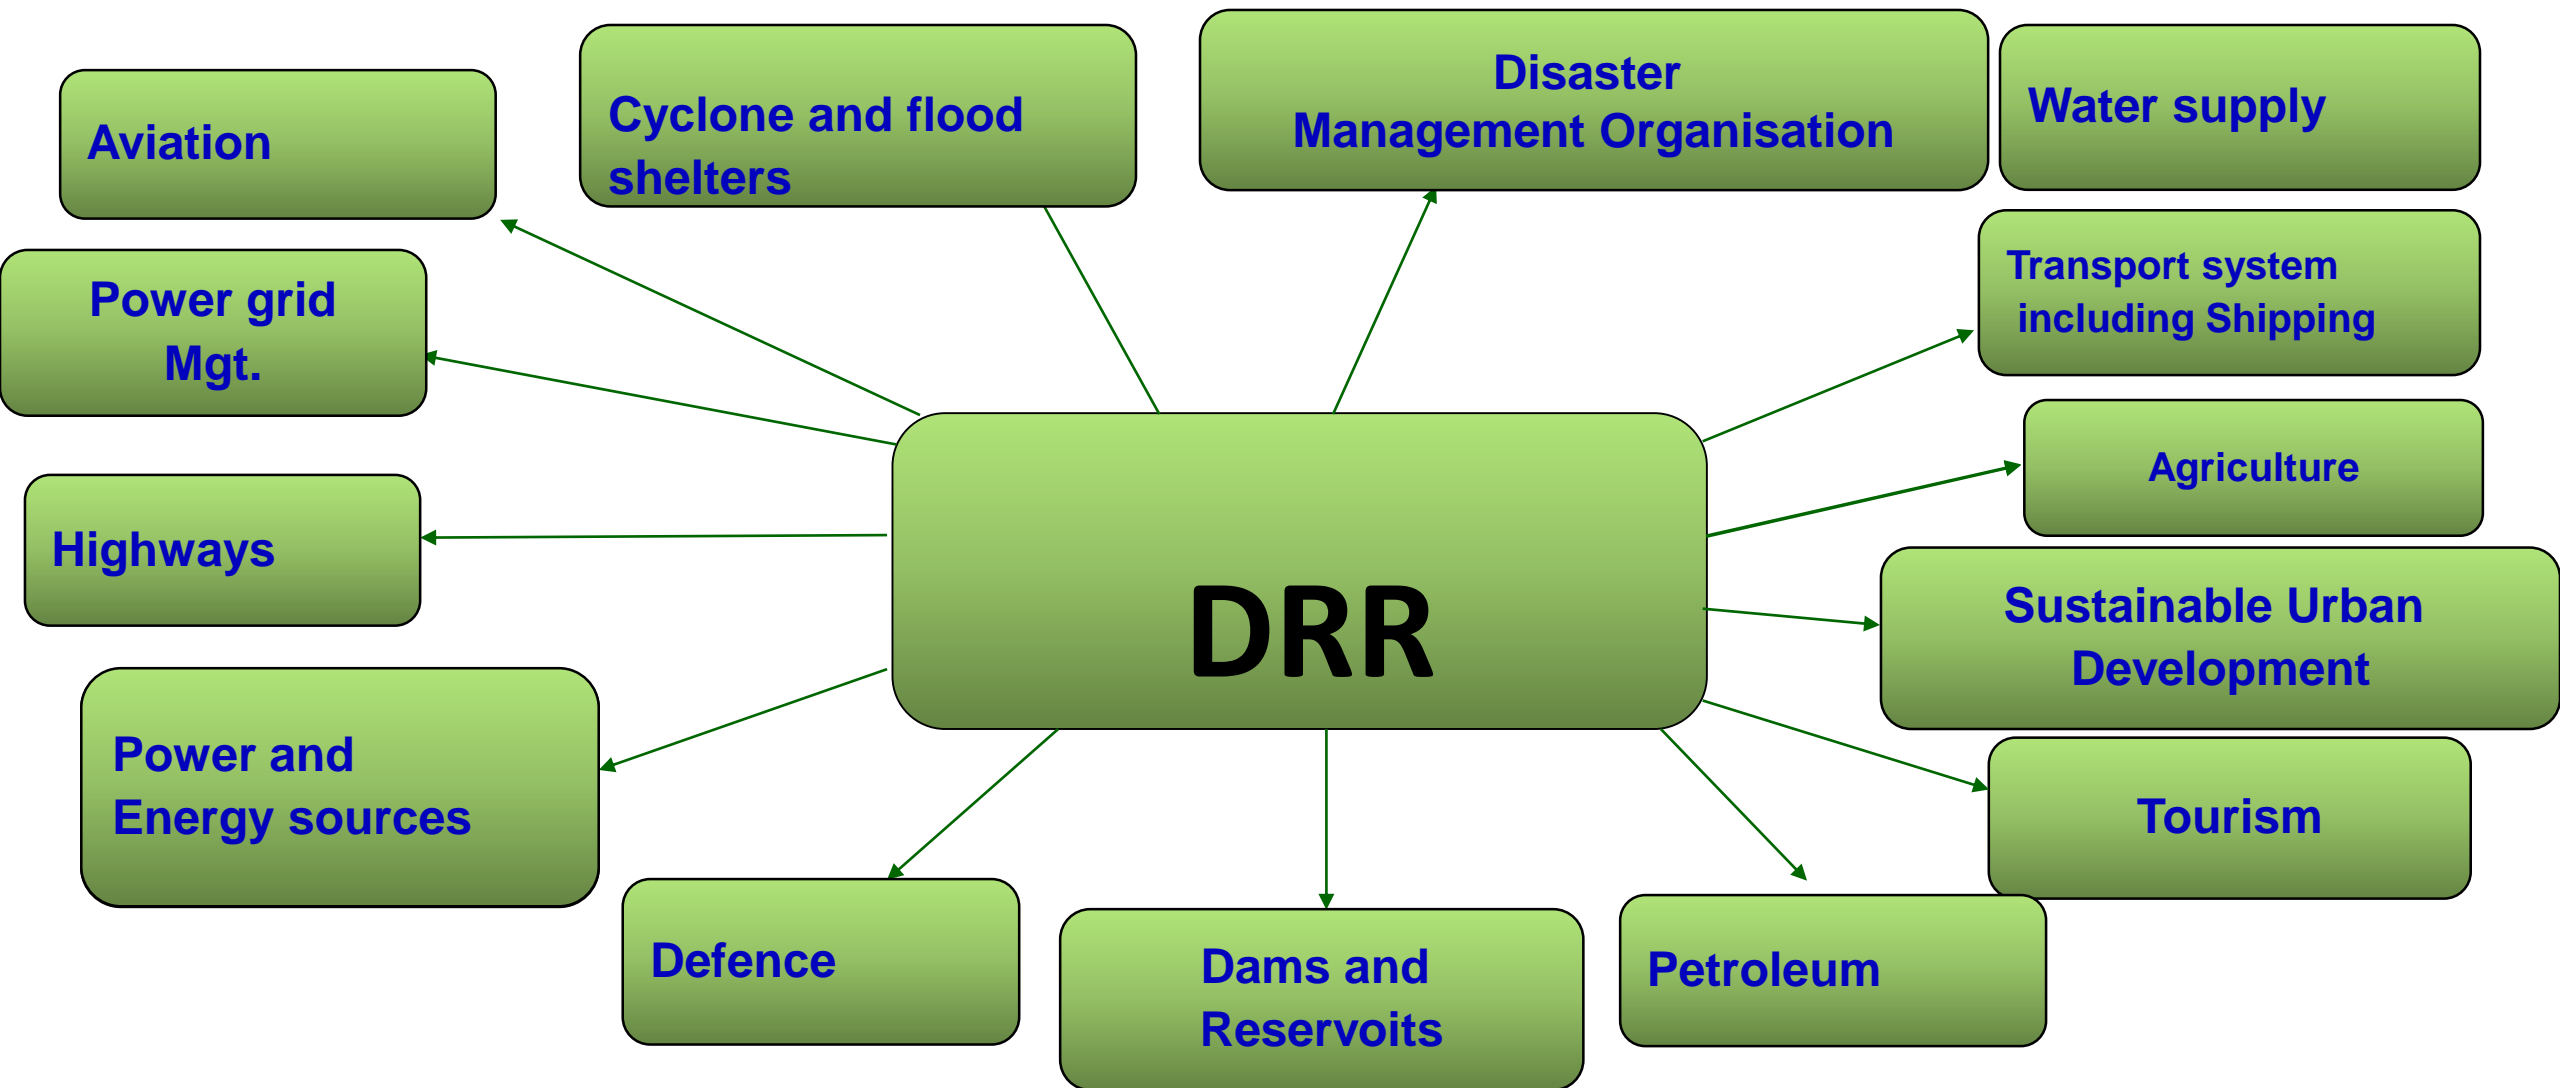 Aviation
Cyclone and flood
shelters
Disaster
Management Organisation
Water supply
Power grid
Mgt.
Transport system
including Shipping
Agriculture
Highways
DRR
Sustainable Urban
Development
Power and
Energy sources
Tourism
Defence
Dams and
Reservoits
Petroleum